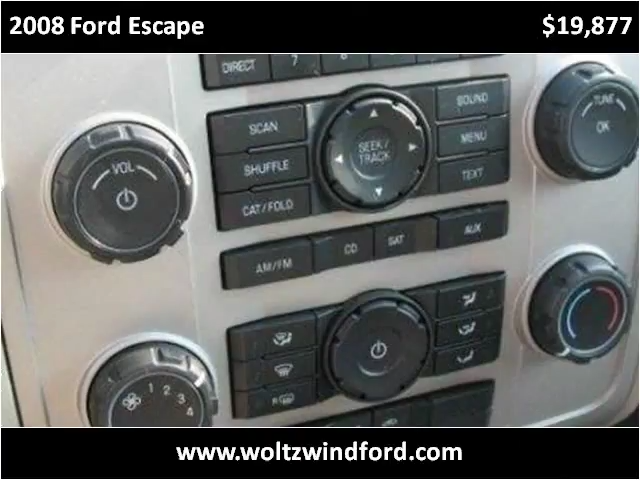 2008 Ford Escape $19,877
DIRECT 7 8
SCAN SOUND
SEEK/
TRACK
SHUFFLE MENU
CAT/FOLD TEXT
VOL
TUNE
OK
AM/FM CD SAT AUX
1 2 3 4
R
www.woltzwindford.com